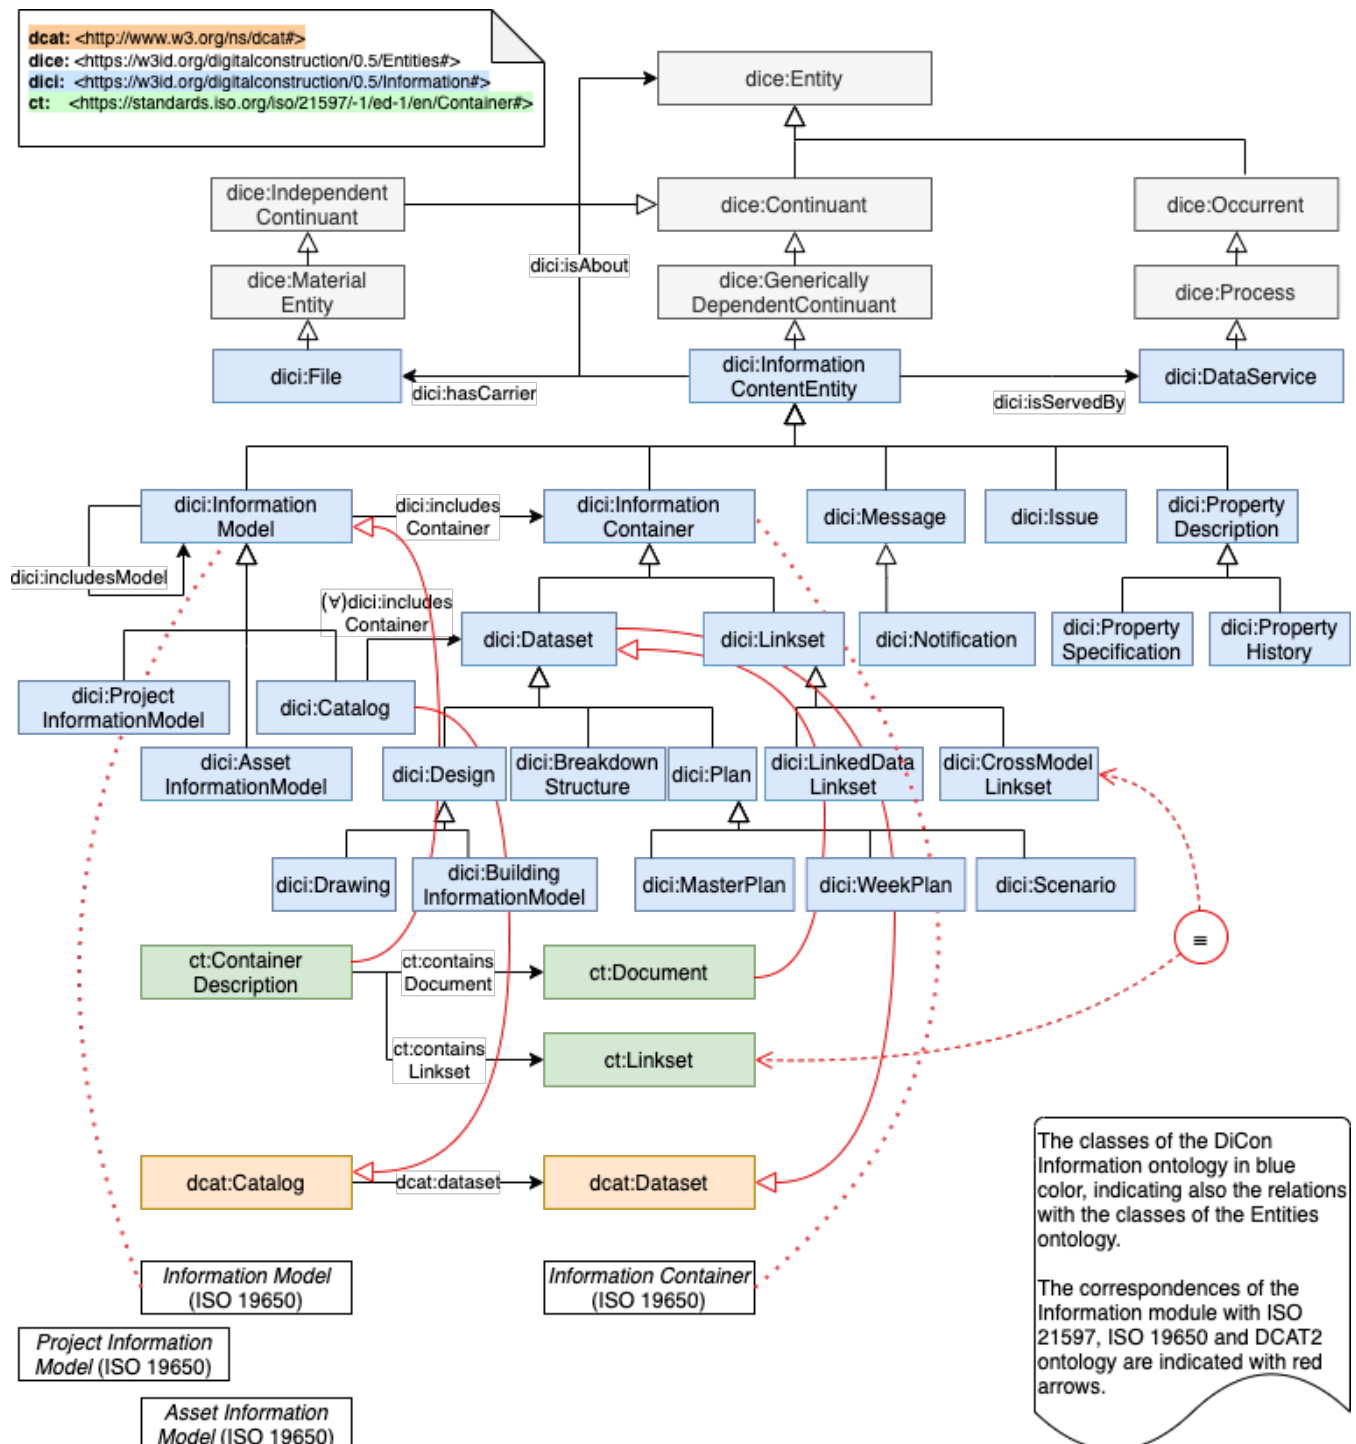 dcat: <http://www.w3.org/ns/dcat#>
dice: <https://w3id.org/digitalconstruction/0.5/Entities#>
dici: <https://w3id.org/digitalconstruction/0.5/Information#>
ct: <https://standards.iso.org/iso/21597/-1/ed-1/en/Container#>
dice:Entity
dice:Independent
Continuant
dice:Continuant
dice:Occurrent
dici:isAbout
dice:Material
Entity
dice:Generically
DependentContinuant
dice:Process
dici:File
dici:hasCarrier
dici:Information
ContentEntity
dici:isServedBy
dici:DataService
dici:Information
Model
dici:includes
Container
dici:Information
Container
dici:Message
dici:Issue
dici:Property
Description
dici:includesModel
(∀)dici:includes
Container
dici:Dataset
dici:Linkset
dici:Notification
dici:Property
Specification
dici:Property
History
dici:Project
InformationModel
dici:Catalog
dici:Asset
InformationModel
dici:Design
dici:Breakdown
Structure
dici:Plan
dici:LinkedData
Linkset
dici:CrossModel
Linkset
dici:Drawing
dici:Building
InformationModel
dici:MasterPlan
dici:WeekPlan
dici:Scenario
≡
ct:Container
Description
ct:contains
Document
ct:Document
ct:contains
Linkset
ct:Linkset
dcat:Catalog
dcat:dataset
dcat:Dataset
Information Model
(ISO 19650)
Information Container
(ISO 19650)
Project Information
Model (ISO 19650)
Asset Information
Model (ISO 19650)
The classes of the DiCon
Information ontology in blue
color, indicating also the relations
with the classes of the Entities
ontology.
The correspondences of the
Information module with ISO
21597, ISO 19650 and DCAT2
ontology are indicated with red
arrows.